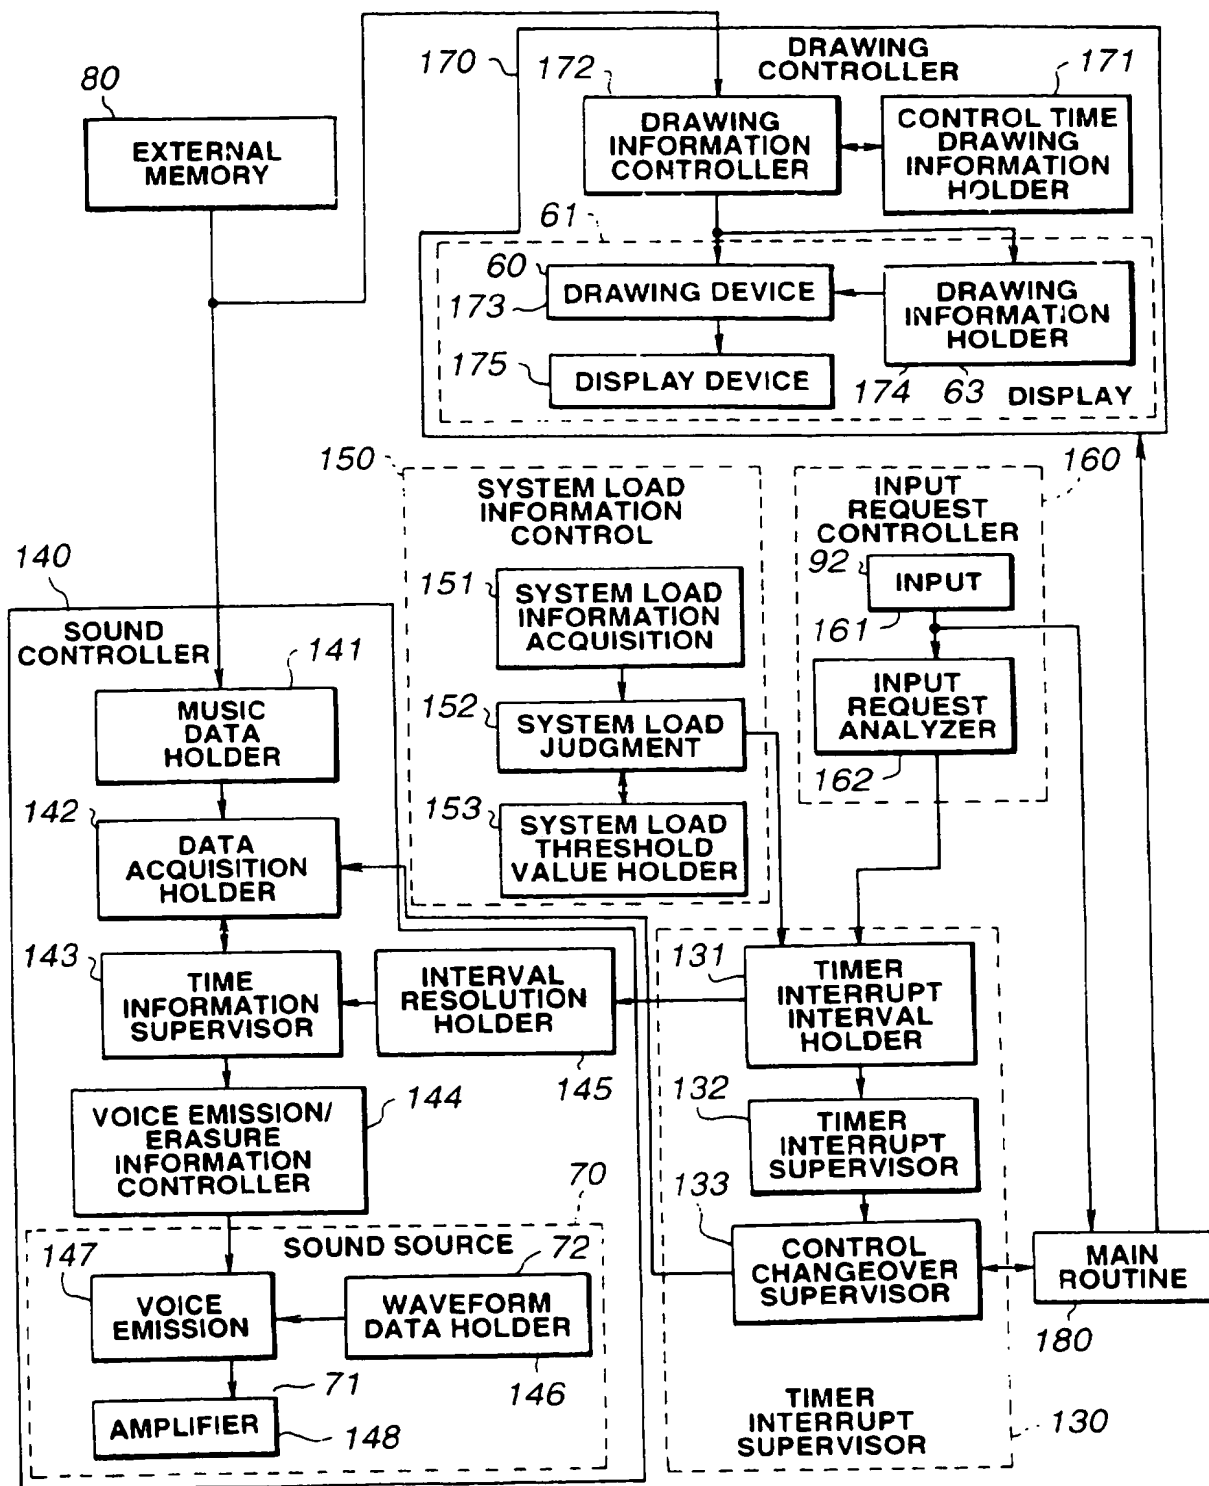 80
EXTERNAL
MEMORY
170
DRAWING
CONTROLLER
172
DRAWING
INFORMATION
CONTROLLER
171
CONTROL TIME
DRAWING
INFORMATION
HOLDER
61
60
173
DRAWING DEVICE
DRAWING
INFORMATION
HOLDER
175
DISPLAY DEVICE
174
63
DISPLAY
150
SYSTEM LOAD
INFORMATION
CONTROL
151
SYSTEM LOAD
INFORMATION
ACQUISITION
152
SYSTEM LOAD
JUDGMENT
153
SYSTEM LOAD
THRESHOLD
VALUE HOLDER
160
INPUT
REQUEST
CONTROLLER
92
INPUT
161
INPUT
REQUEST
ANALYZER
162
140
SOUND
CONTROLLER
141
MUSIC
DATA
HOLDER
142
DATA
ACQUISITION
HOLDER
143
TIME
INFORMATION
SUPERVISOR
INTERVAL
RESOLUTION
HOLDER
145
144
VOICE EMISSION/
ERASURE
INFORMATION
CONTROLLER
70
SOUND SOURCE
147
VOICE
EMISSION
72
WAVEFORM
DATA HOLDER
146
71
AMPLIFIER
148
131
TIMER
INTERRUPT
INTERVAL
HOLDER
132
TIMER
INTERRUPT
SUPERVISOR
133
CONTROL
CHANGEOVER
SUPERVISOR
MAIN
ROUTINE
180
TIMER
INTERRUPT
SUPERVISOR
130